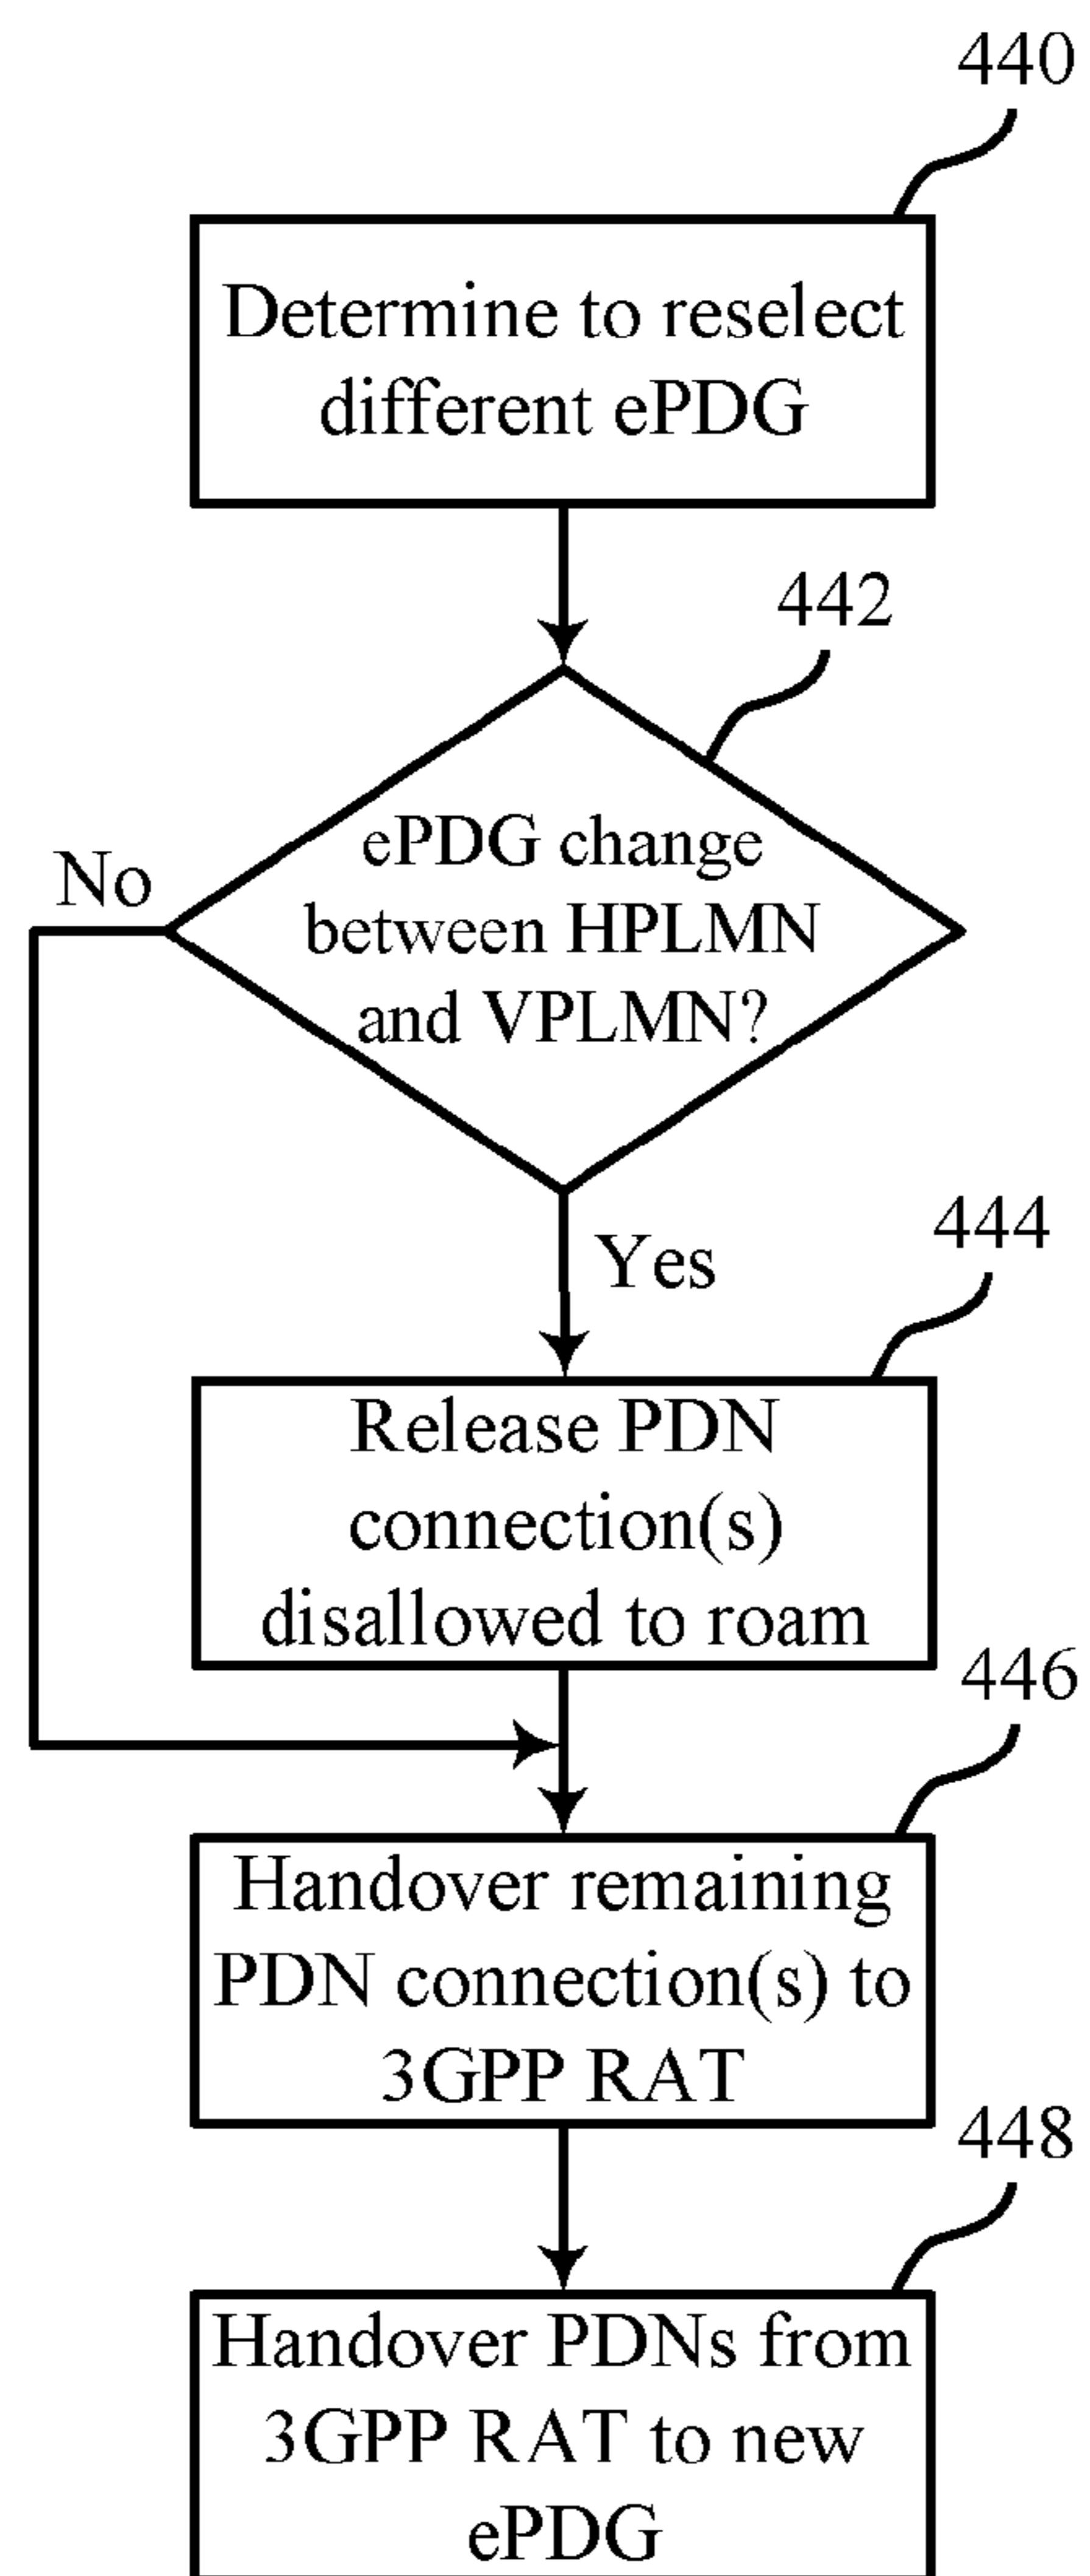 440
Determine to reselect
different ePDG
442
ePDG change
between HPLMN
and VPLMN?
No
Yes
444
Release PDN
connection(s)
disallowed to roam
446
Handover remaining
PDN connection(s) to
3GPP RAT
448
Handover PDNs from
3GPP RAT to new
ePDG